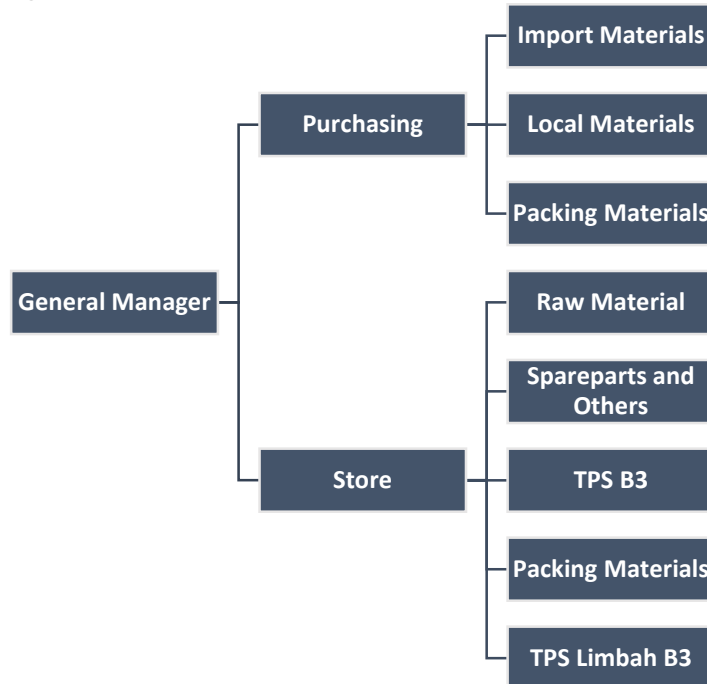 Import Materials
Purchasing
Local Materials
Packing Materials
General Manager
Raw Material
Spareparts and
Others
Store
TPS B3
Packing Materials
TPS Limbah B3